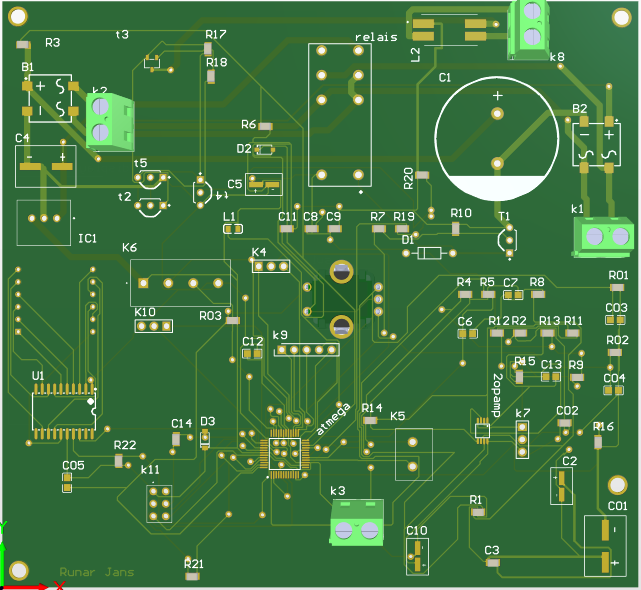 t3
R17
relais
R3
R18
L2
k8
B1
C1
k2
B2
R6
C4
D2
t5
C5
t4
R20
t2
IC1
L1
C11
C8
C9
R7
R19
R10
T1
k1
D1
K6
K4
R4
R5
C7
R8
R01
C03
K10
R03
k9
C6
R12
R2
R13
R11
C12
R02
R15
C13
R9
C04
U1
2opamp
atmega
R14
K5
k7
C02
R16
C14
D3
R22
k11
C05
k3
C2
R1
C01
C10
C3
R21
Runar Jans
Y
X